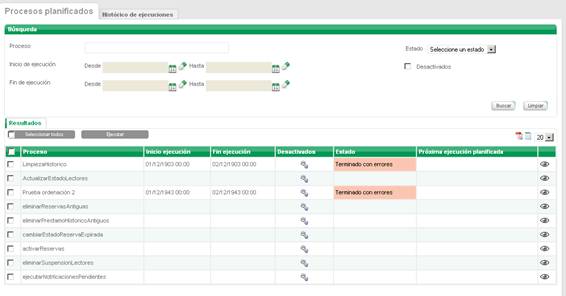 Procesos planificados Histórico de ejecuciones
Búsqueda
Proceso Estado Seleccione un estado
Inicio de ejecución Desde Hasta Desactivados
Fin de ejecución Desde Hasta
Buscar Limpiar
Resultados
Seleccionar todos Ejecutar 20
Proceso Inicio ejecución Fin ejecución Desactivados Estado Próxima ejecución planificada
LimpiezaHistorico 01/12/1903 00:00 02/12/1903 00:00 Terminado con errores
ActualizarEstadoLectores
Prueba ordenación 2 01/12/1943 00:00 02/12/1943 00:00 Terminado con errores
eliminarReservasAntiguas
eliminarPrestamoHistoricoAntiguos
cambiarEstadoReservaExpirada
activarReservas
eliminarSuspensionLectores
ejecutarNotificacionesPendientes